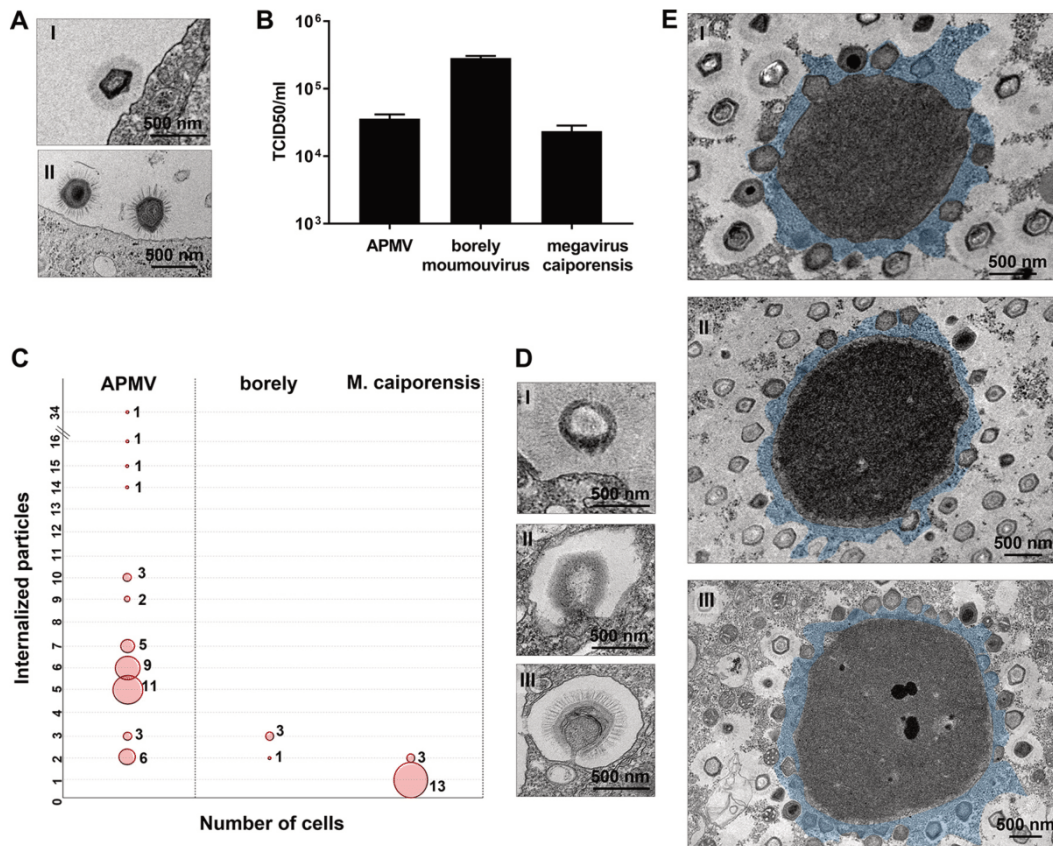 A
I
500 nm
II
500 nm
B
TCID50/ml
10⁶
10⁵
10⁴
10³
APMV
borely
moumouvirus
megavirus
caiporensis
C
APMV
borely
M. caiporensis
Internalized particles
34
16
15
14
13
11
10
9
7
6
5
4
3
2
1
0
1
1
1
1
3
2
5
9
11
3
6
3
1
3
13
Number of cells
D
I
500 nm
II
500 nm
III
500 nm
E
I
500 nm
II
500 nm
III
500 nm